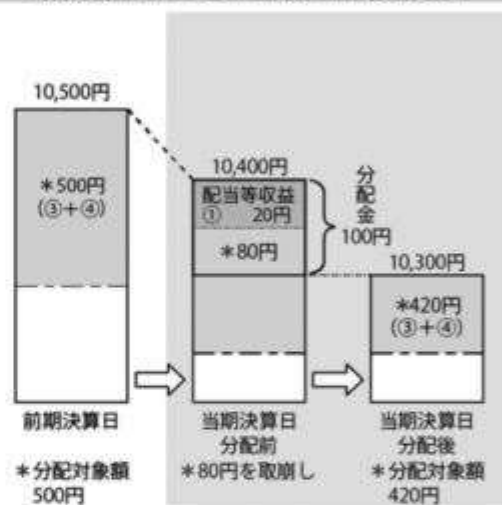 10,500円
*500円
(③+④)
前期決算日
*分配対象額
500円
10,400円
配当等収益
① 20円
*80円
分配金
100円
当期決算日
分配前
*80円を取崩し
10,300円
*420円
(③+④)
当期決算日
分配後
*分配対象額
420円